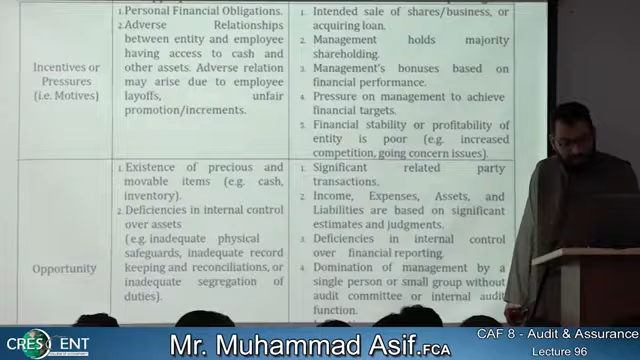 Incentives or
Pressures
(i.e. Motives)
1. Personal Financial Obligations.
2. Adverse Relationships
between entity and employee
having access to cash and
other assets. Adverse relation
may arise due to employee
layoffs, unfair
promotion/increments.
1. Intended sale of shares/business, or
acquiring loan.
2. Management holds majority
shareholding.
3. Management's bonuses based on
financial performance.
4. Pressure on management to achieve
financial targets.
5. Financial stability or profitability of
entity is poor (e.g. increased
competition, going concern issues).
Opportunity
1. Existence of precious and
movable items (e.g. cash,
inventory).
2. Deficiencies in internal control
over assets
(e.g. inadequate physical
safeguards, inadequate record
keeping and reconciliations, or
inadequate segregation of
duties).
1. Significant related party
transactions.
2. Income, Expenses, Assets, and
Liabilities are based on significant
estimates and judgments.
3. Deficiencies in internal control
over financial reporting.
4. Domination of management by a
single person or small group without
audit committee or internal audit
function.
CRESCENT
Mr. Muhammad Asif.FCA
CAF 8 - Audit & Assurance
Lecture 96